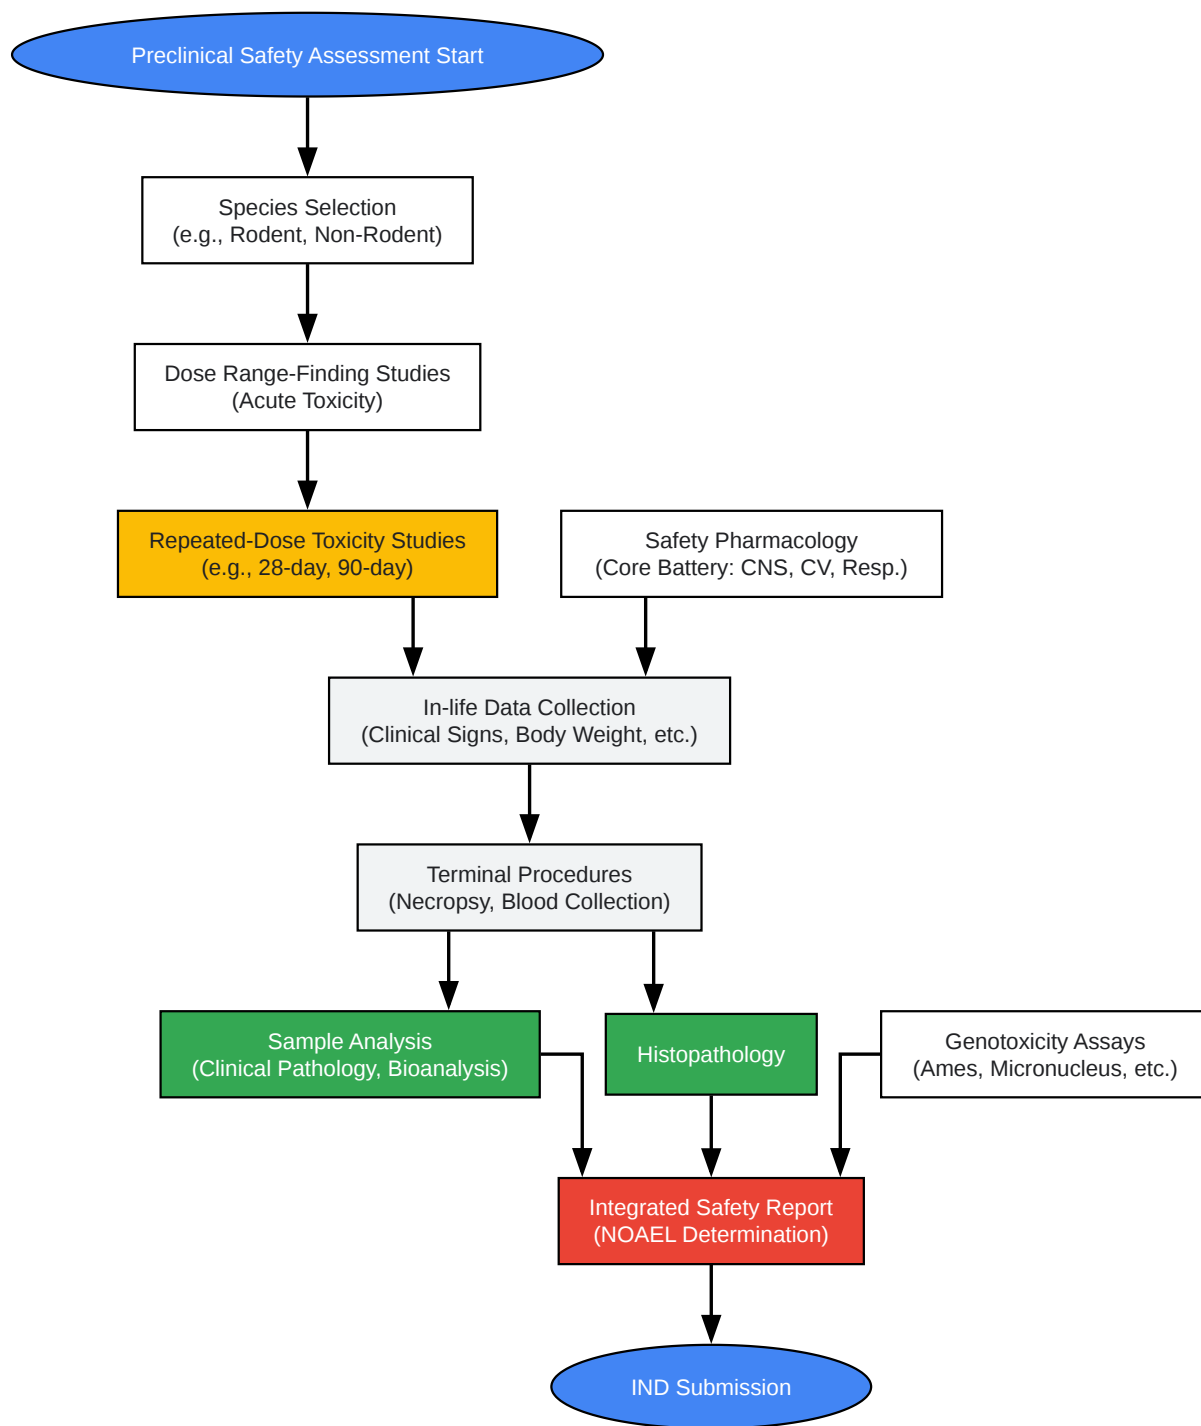 Preclinical Safety Assessment Start
Species Selection
(e.g., Rodent, Non-Rodent)
Dose Range-Finding Studies
(Acute Toxicity)
Repeated-Dose Toxicity Studies
(e.g., 28-day, 90-day)
Safety Pharmacology
(Core Battery: CNS, CV, Resp.)
In-life Data Collection
(Clinical Signs, Body Weight, etc.)
Terminal Procedures
(Necropsy, Blood Collection)
Sample Analysis
(Clinical Pathology, Bioanalysis)
Histopathology
Genotoxicity Assays
(Ames, Micronucleus, etc.)
Integrated Safety Report
(NOAEL Determination)
IND Submission